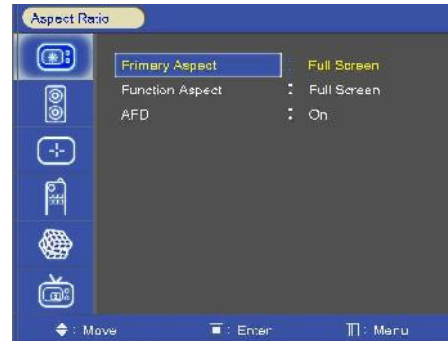 Aspect Ratio
Primary Aspect : Full Screen
Function Aspect : Full Screen
AFD : On
: Move : Enter : Menu